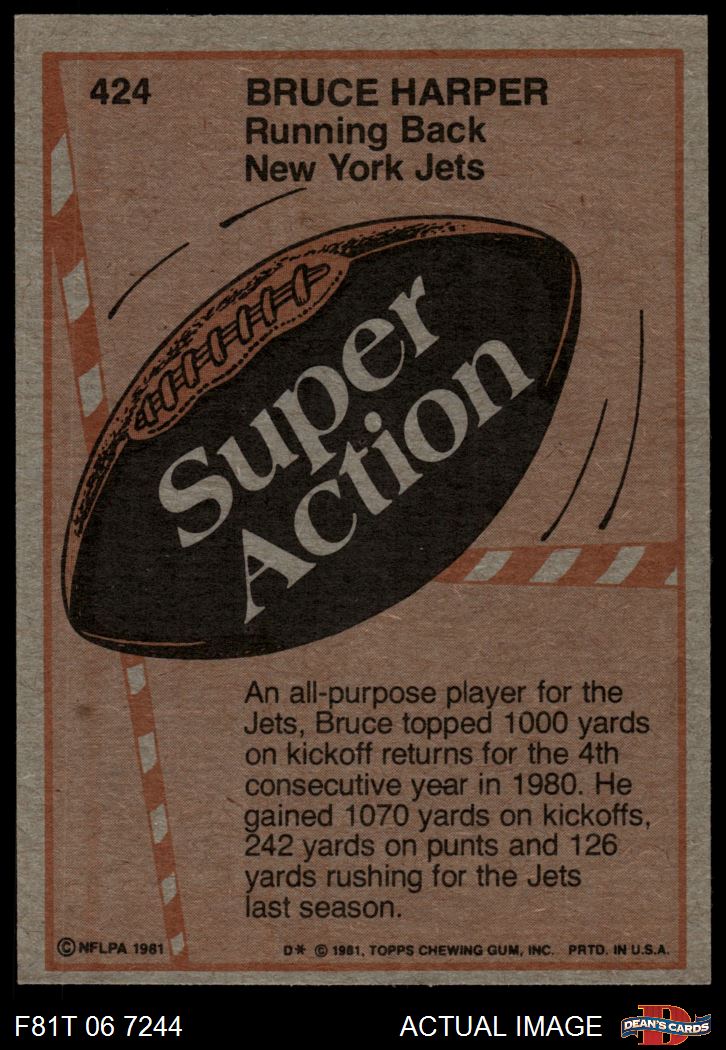 424
BRUCE HARPER
Running Back
New York Jets
Super
Action
An all-purpose player for the
Jets, Bruce topped 1000 yards
on kickoff returns for the 4th
consecutive year in 1980. He
gained 1070 yards on kickoffs,
242 yards on punts and 126
yards rushing for the Jets
last season.
© NFLPA 1981
D* © 1981, TOPPS CHEWING GUM, INC. PRTD. IN U.S.A.
F81T 06 7244
ACTUAL IMAGE
D
DEAN'S CARDS